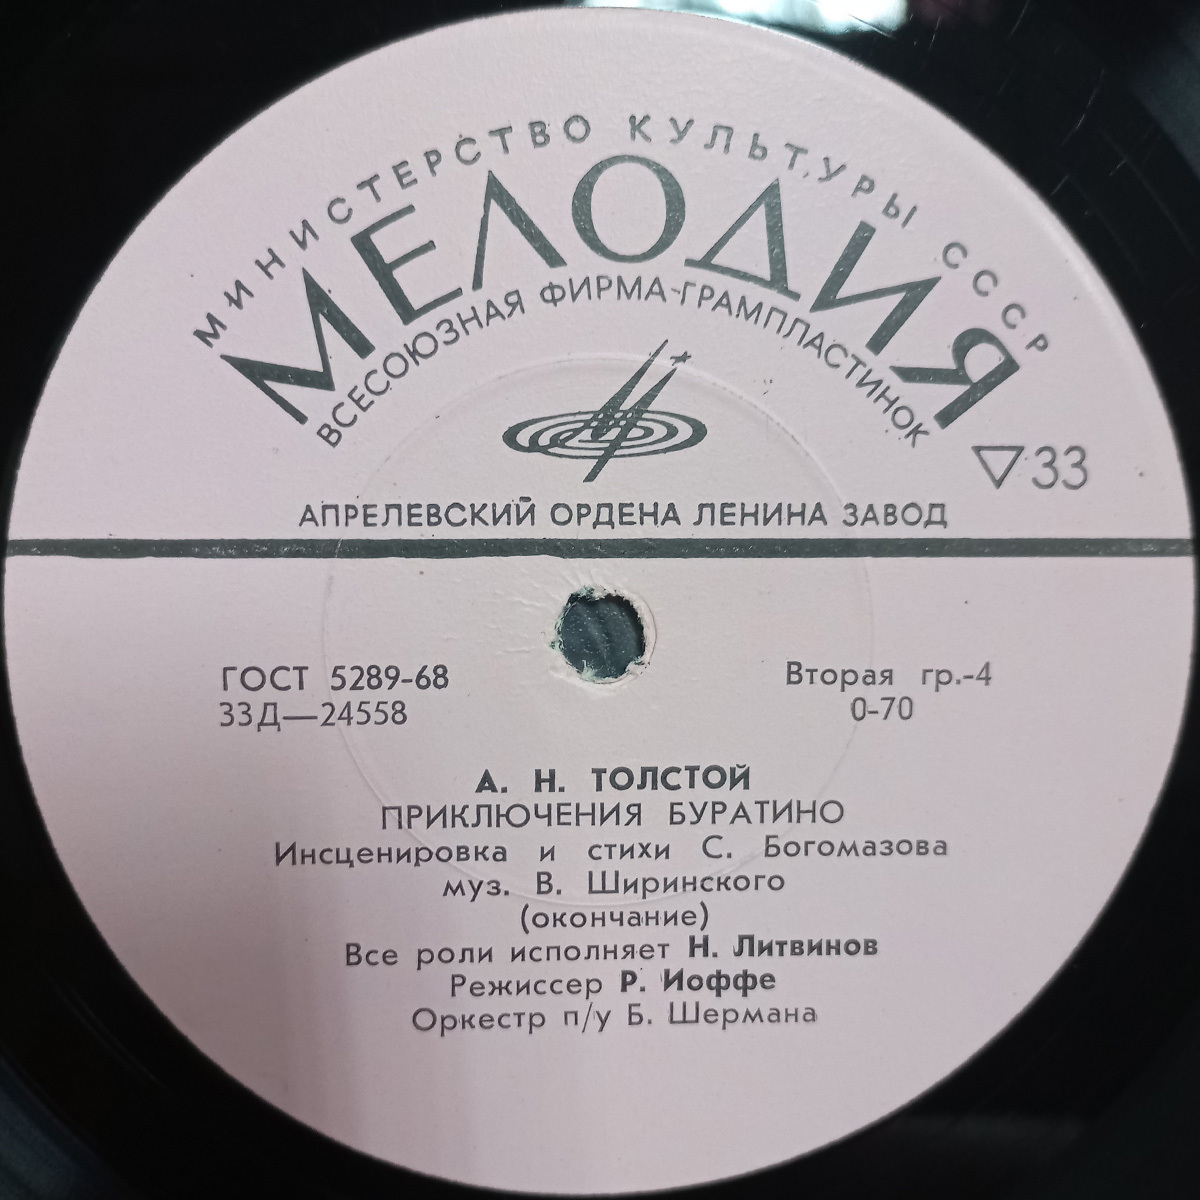 МИНИСТЕРСТВО КУЛЬТУРЫ СССР
МЕЛОДИЯ
ВСЕСОЮЗНАЯ ФИРМА-ГРАМПЛАСТИНОК
▽33
АПРЕЛЕВСКИЙ ОРДЕНА ЛЕНИНА ЗАВОД
ГОСТ 5289-68
33Д—24558
Вторая гр.-4
0-70
А. Н. ТОЛСТОЙ
ПРИКЛЮЧЕНИЯ БУРАТИНО
Инсценировка и стихи С. Богомазова
муз. В. Ширинского
(окончание)
Все роли исполняет Н. Литвинов
Режиссер Р. Иоффе
Оркестр п/у Б. Шермана